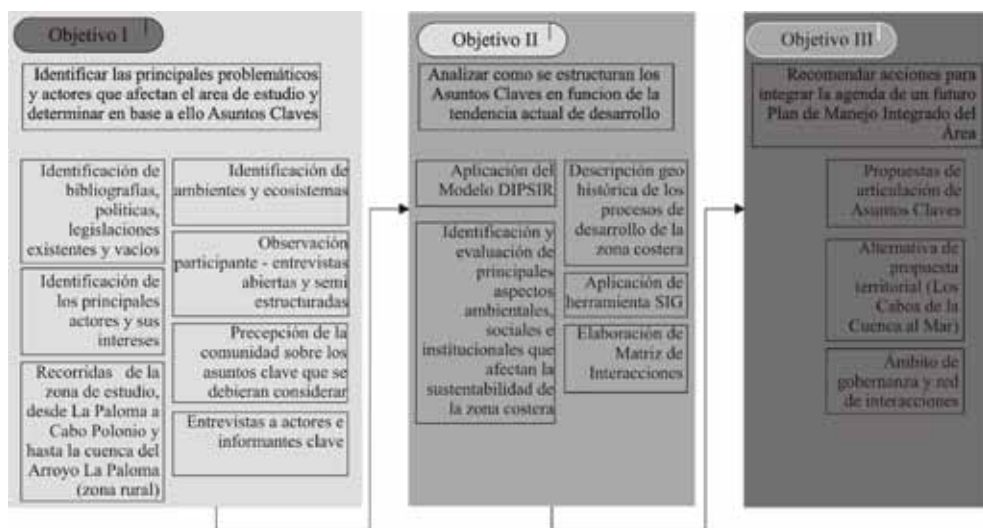 Objetivo I
Identificar las principales problemáticos
y actores que afectan el area de estudio y
determinar en base a ello Asuntos Claves
Identificación de
bibliografías,
politicas,
legislaciones
existentes y vacios
Identificación de
los principales
actores y sus
intereses
Recorridas de la
zona de estudio,
desde La Paloma a
Cabo Polonio y
hasta la cuenca del
Arroyo La Paloma
(zona rural)
Identificación de
ambientes y ecosistemas
Observación
participante - entrevistas
abiertas y semi
estructuradas
Precepción de la
comunidad sobre los
asuntos clave que se
debieran considerar
Entrevistas a actores e
informantes clave
Objetivo II
Analizar como se estructuran los
Asuntos Claves en funcion de la
tendencia actual de desarrollo
Aplicación del
Modelo DIPSIR
Identificación y
evaluación de
principales
aspectos
ambientales,
sociales e
institucionales que
afectan la
sustentabilidad de
la zona costera
Descripción geo
histórica de los
procesos de
desarrollo de la
zona costera
Aplicación de
herramienta SIG
Elaboración de
Matriz de
Interacciones
Objetivo III
Recomendar acciones para
integrar la agenda de un futuro
Plan de Manejo Integrado del
Área
Propuestas de
articulación de
Asuntos Claves
Alternativa de
propuesta
territorial (Los
Cabos de la
Cuenca al Mar)
Ámbito de
gobernanza y red
de interacciones